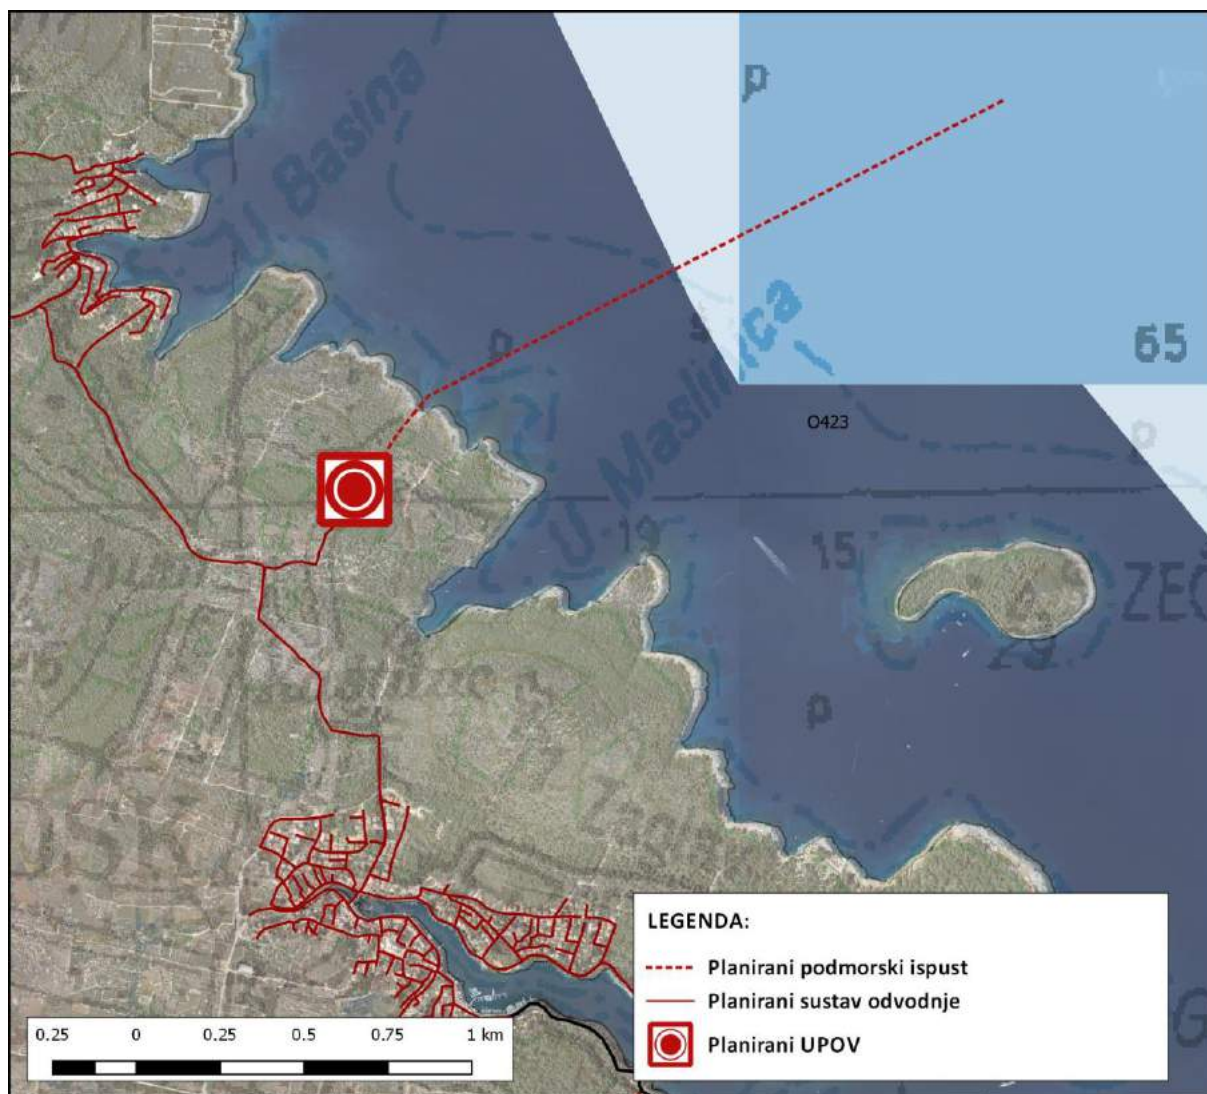 U Basina
p
65
p
U Maslinica
O423
p
19
15
ZEČ
29
p
LEGENDA:
Planirani podmorski ispust
Planirani sustav odvodnje
Planirani UPOV
0.25 0 0.25 0.5 0.75 1 km